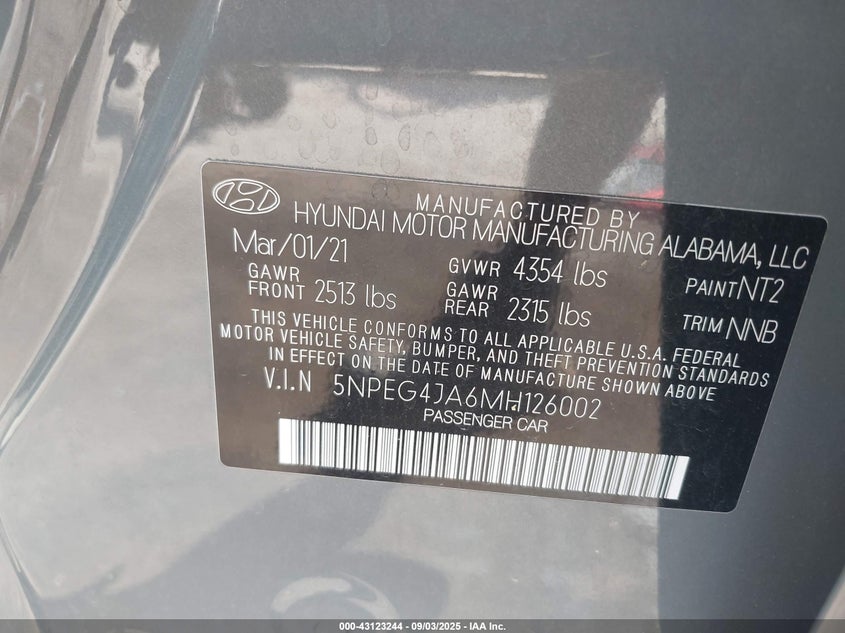 MANUFACTURED BY
HYUNDAI MOTOR MANUFACTURING ALABAMA, LLC
Mar/01/21 GVWR 4354 lbs PAINT NT2
GAWR FRONT 2513 lbs GAWR REAR 2315 lbs TRIM NNB
THIS VEHICLE CONFORMS TO ALL APPLICABLE U.S.A. FEDERAL
MOTOR VEHICLE SAFETY, BUMPER, AND THEFT PREVENTION STANDARDS
IN EFFECT ON THE DATE OF MANUFACTURE SHOWN ABOVE
V.I.N 5NPEG4JA6MH126002
PASSENGER CAR
000-43123244 - 09/03/2025 - IAA Inc.